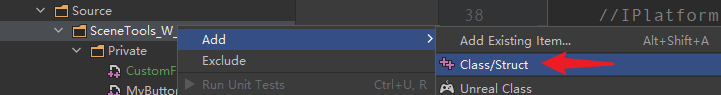 Source
38
//IPlatform
SceneTools_W_
Add
Add Existing Item...
Alt+Shift+A
Private
Exclude
Class/Struct
CustomF
Run Unit Tests
Ctrl+U, R
Unreal Class
MyButton